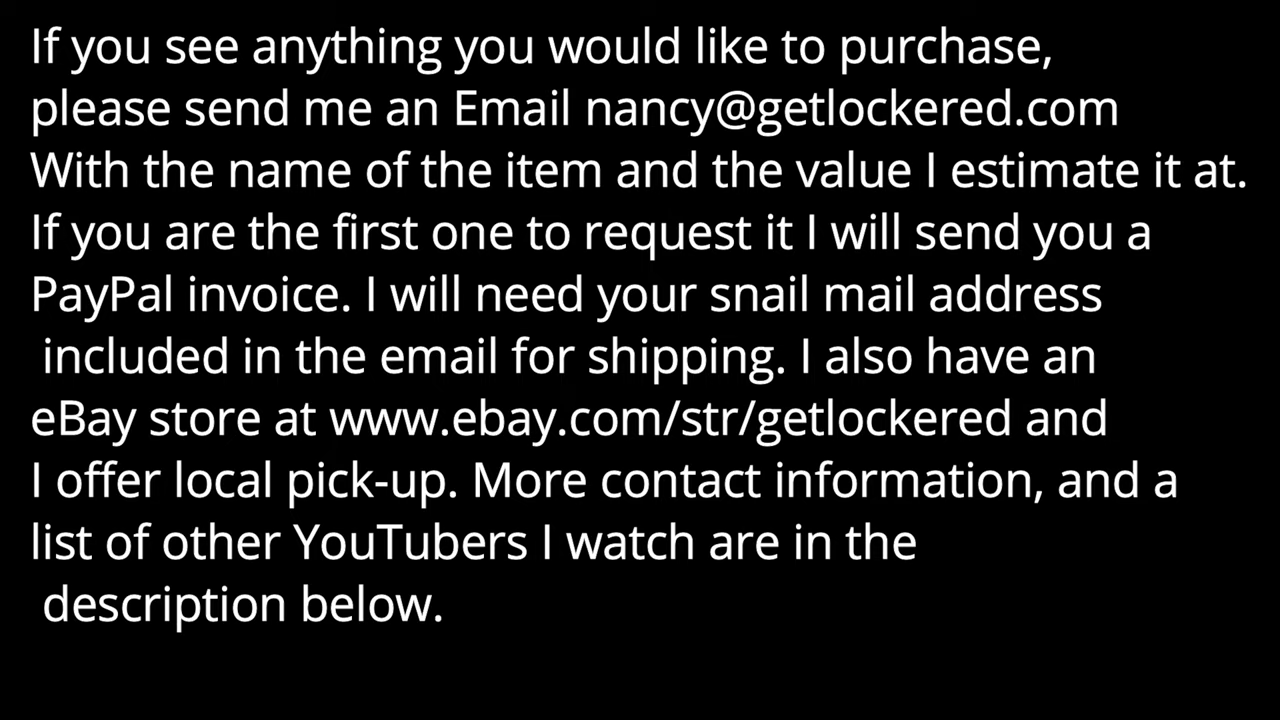 If you see anything you would like to purchase,
please send me an Email nancy@getlockered.com
With the name of the item and the value I estimate it at.
If you are the first one to request it I will send you a
PayPal invoice. I will need your snail mail address
included in the email for shipping. I also have an
eBay store at www.ebay.com/str/getlockered and
I offer local pick-up. More contact information, and a
list of other YouTubers I watch are in the
description below.